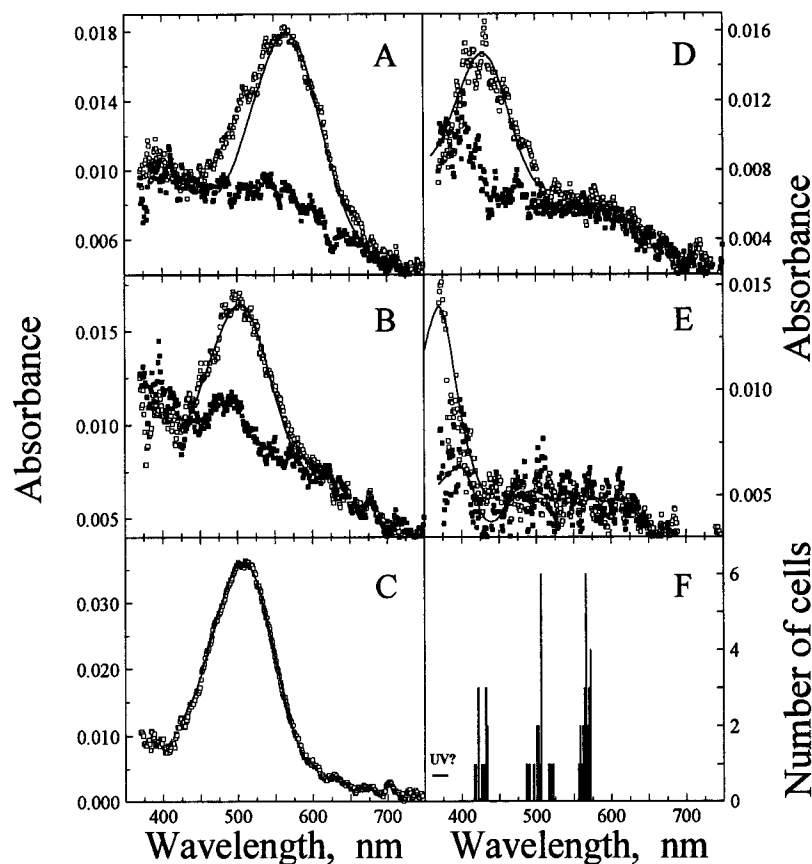 A
0.018
0.014
0.010
0.006
D
0.016
0.012
0.008
0.004
B
0.015
0.010
0.005
E
0.015
0.010
0.005
C
0.030
0.020
0.010
0.000
F
6
4
2
0
UV?
400 500 600 700
400 500 600 700
Wavelength, nm
Wavelength, nm
Absorbance
Absorbance
Number of cells